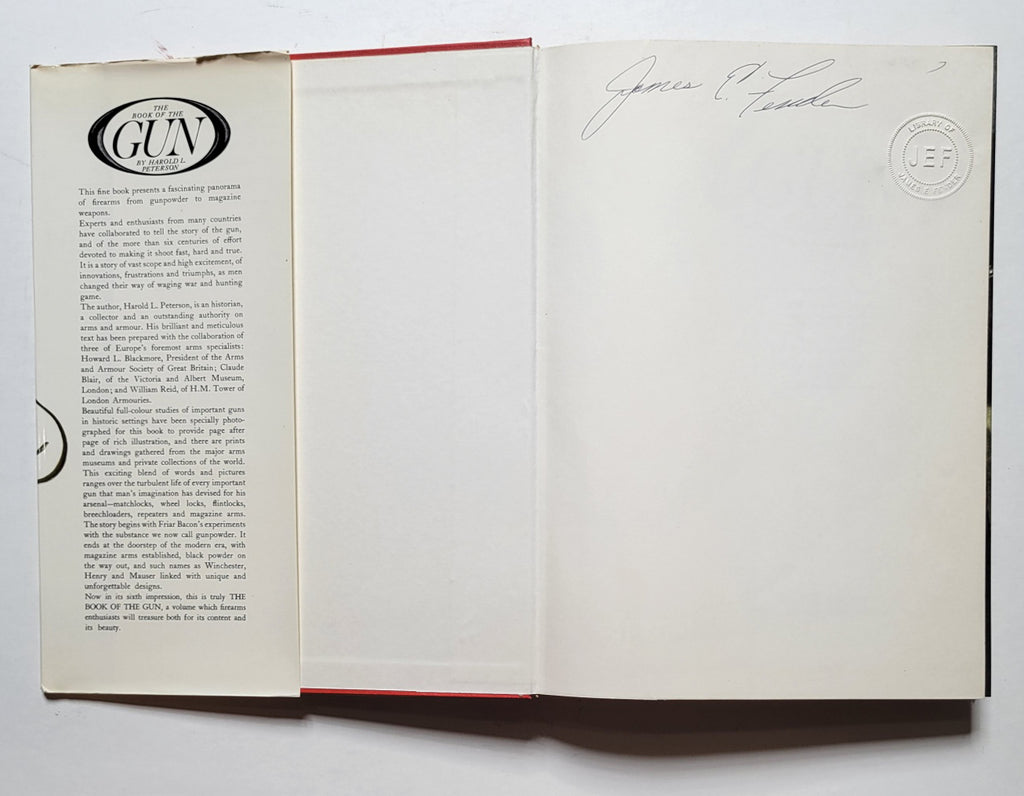 THE
BOOK OF THE
GUN
BY HAROLD L.
PETERSON
This fine book presents a fascinating panorama
of firearms from gunpowder to magazine
weapons.
Experts and enthusiasts from many countries
have collaborated to tell the story of the gun,
and of the more than six centuries of effort
devoted to making it shoot fast, hard and true.
It is a story of vast scope and high excitement, of
innovations, frustrations and triumphs, as men
changed their way of waging war and hunting
game.
The author, Harold L. Peterson, is an historian,
a collector and an outstanding authority on
arms and armour. His brilliant and meticulous
text has been prepared with the collaboration of
three of Europe's foremost arms specialists:
Howard L. Blackmore, President of the Arms
and Armour Society of Great Britain; Claude
Blair, of the Victoria and Albert Museum,
London; and William Reid, of H.M. Tower of
London Armouries.
Beautiful full-colour studies of important guns
in historic settings have been specially photo-
graphed for this book to provide page after
page of rich illustration, and there are prints
and drawings gathered from the major arms
museums and private collections of the world.
This exciting blend of words and pictures
ranges over the turbulent life of every important
gun that man's imagination has devised for his
arsenal—matchlocks, wheel locks, flintlocks,
breechloaders, repeaters and magazine arms.
The story begins with Friar Bacon's experiments
with the substance we now call gunpowder. It
ends at the doorstep of the modern era, with
magazine arms established, black powder on
the way out, and such names as Winchester,
Henry and Mauser linked with unique and
unforgettable designs.
Now in its sixth impression, this is truly THE
BOOK OF THE GUN, a volume which firearms
enthusiasts will treasure both for its content and
its beauty.
James E. Fender
LIBRARY OF
JEF
JAMES E FENDER